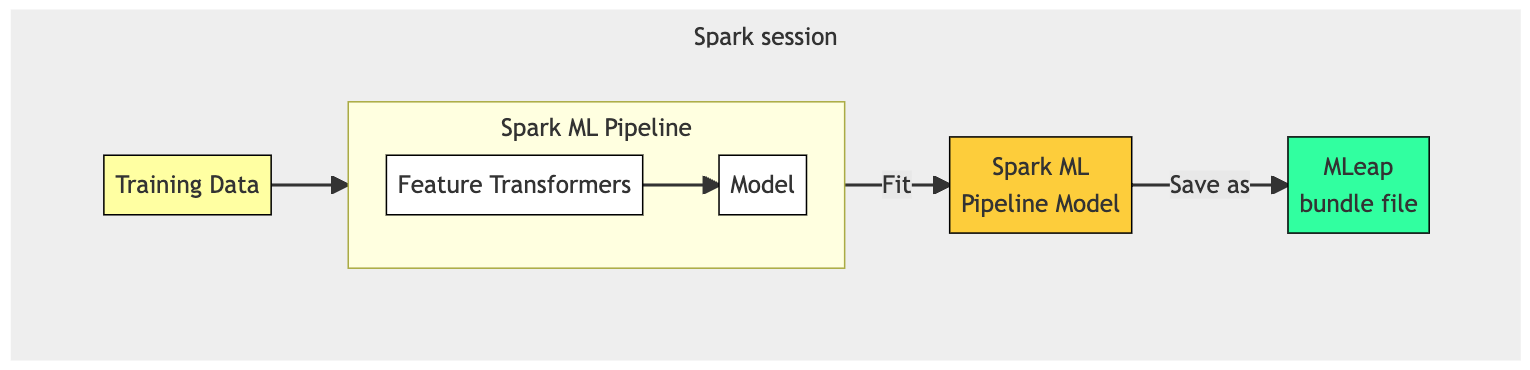 Spark session
Spark ML Pipeline
Training Data
Feature Transformers
Model
Fit
Spark ML
Pipeline Model
Save as
MLeap
bundle file